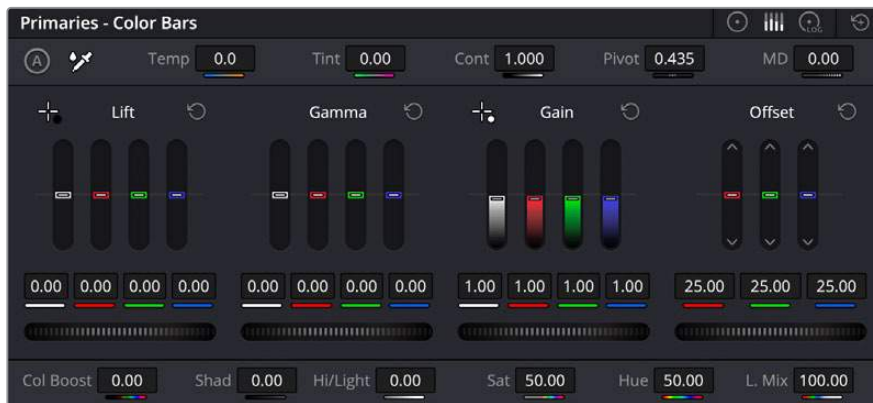 Primaries - Color Bars
LOG
A Temp 0.0 Tint 0.00 Cont 1.000 Pivot 0.435 MD 0.00
Lift Gamma Gain Offset
0.00 0.00 0.00 0.00 0.00 0.00 0.00 0.00 1.00 1.00 1.00 1.00 25.00 25.00 25.00
Col Boost 0.00 Shad 0.00 Hi/Light 0.00 Sat 50.00 Hue 50.00 L. Mix 100.00